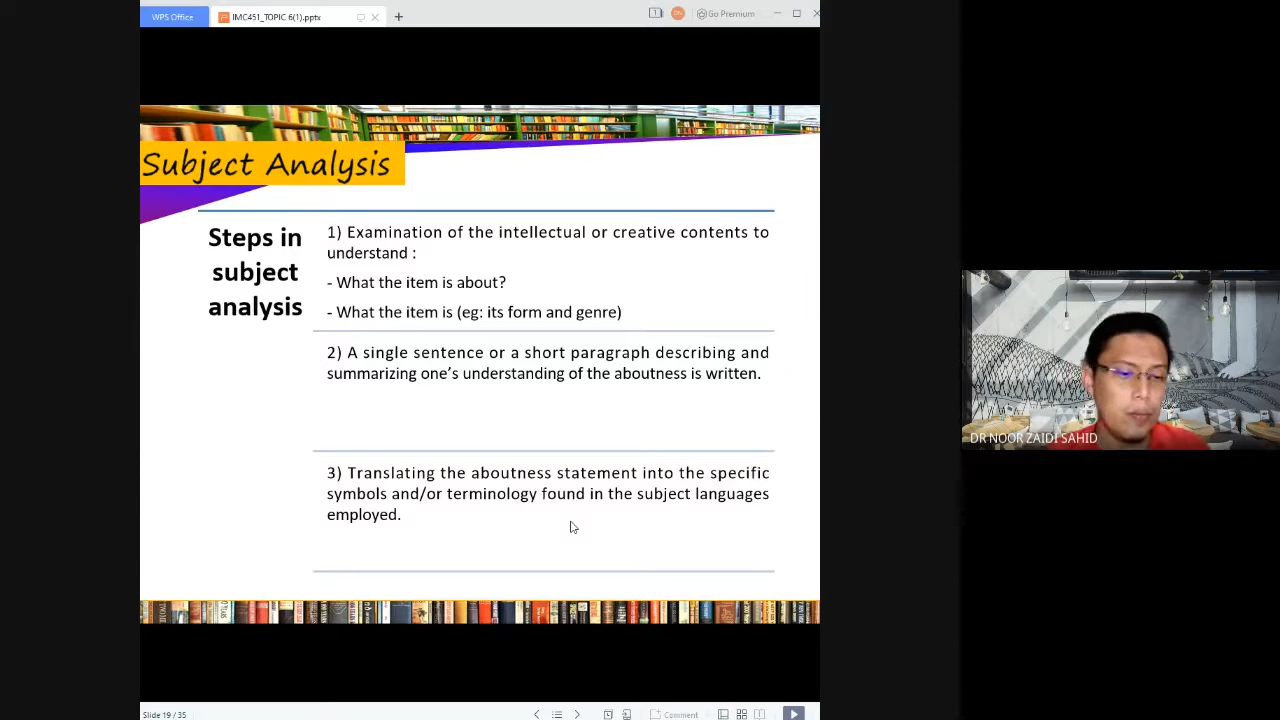 WPS Office
IMC451_TOPIC 6(1).pptx
1
DN
Go Premium
Subject Analysis
Steps in
subject
analysis
1) Examination of the intellectual or creative contents to
understand :
- What the item is about?
- What the item is (eg: its form and genre)
2) A single sentence or a short paragraph describing and
summarizing one's understanding of the aboutness is written.
3) Translating the aboutness statement into the specific
symbols and/or terminology found in the subject languages
employed.
DR NOOR ZAIDI SAHID
Slide 19 / 35
Comment